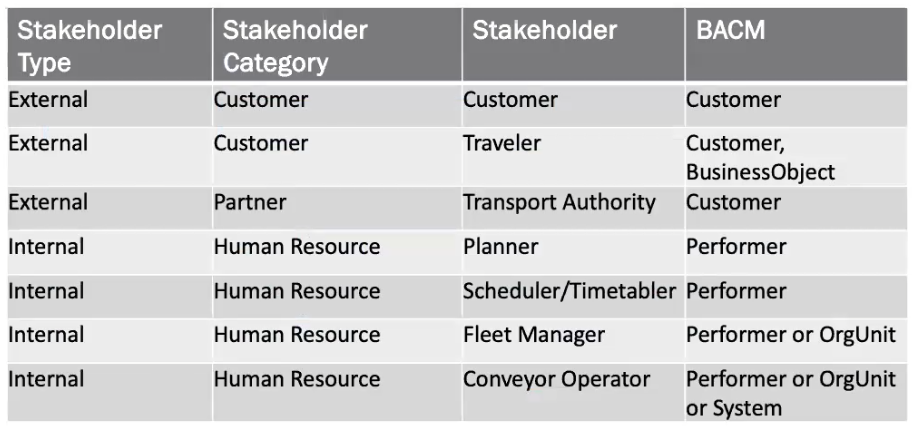 Stakeholder Type | Stakeholder Category | Stakeholder | BACM
External | Customer | Customer | Customer
External | Customer | Traveler | Customer, BusinessObject
External | Partner | Transport Authority | Customer
Internal | Human Resource | Planner | Performer
Internal | Human Resource | Scheduler/Timetabler | Performer
Internal | Human Resource | Fleet Manager | Performer or OrgUnit
Internal | Human Resource | Conveyor Operator | Performer or OrgUnit or System